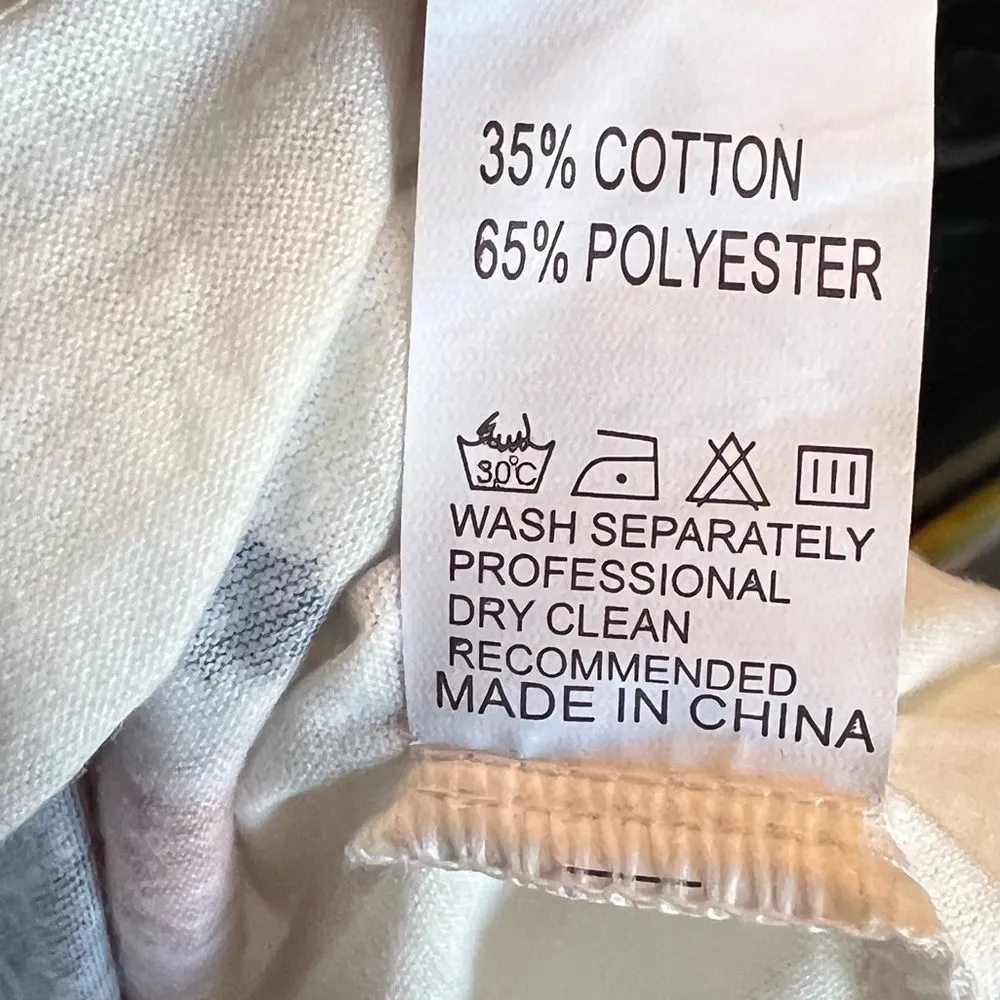 35% COTTON
65% POLYESTER
30°C
WASH SEPARATELY
PROFESSIONAL
DRY CLEAN
RECOMMENDED
MADE IN CHINA